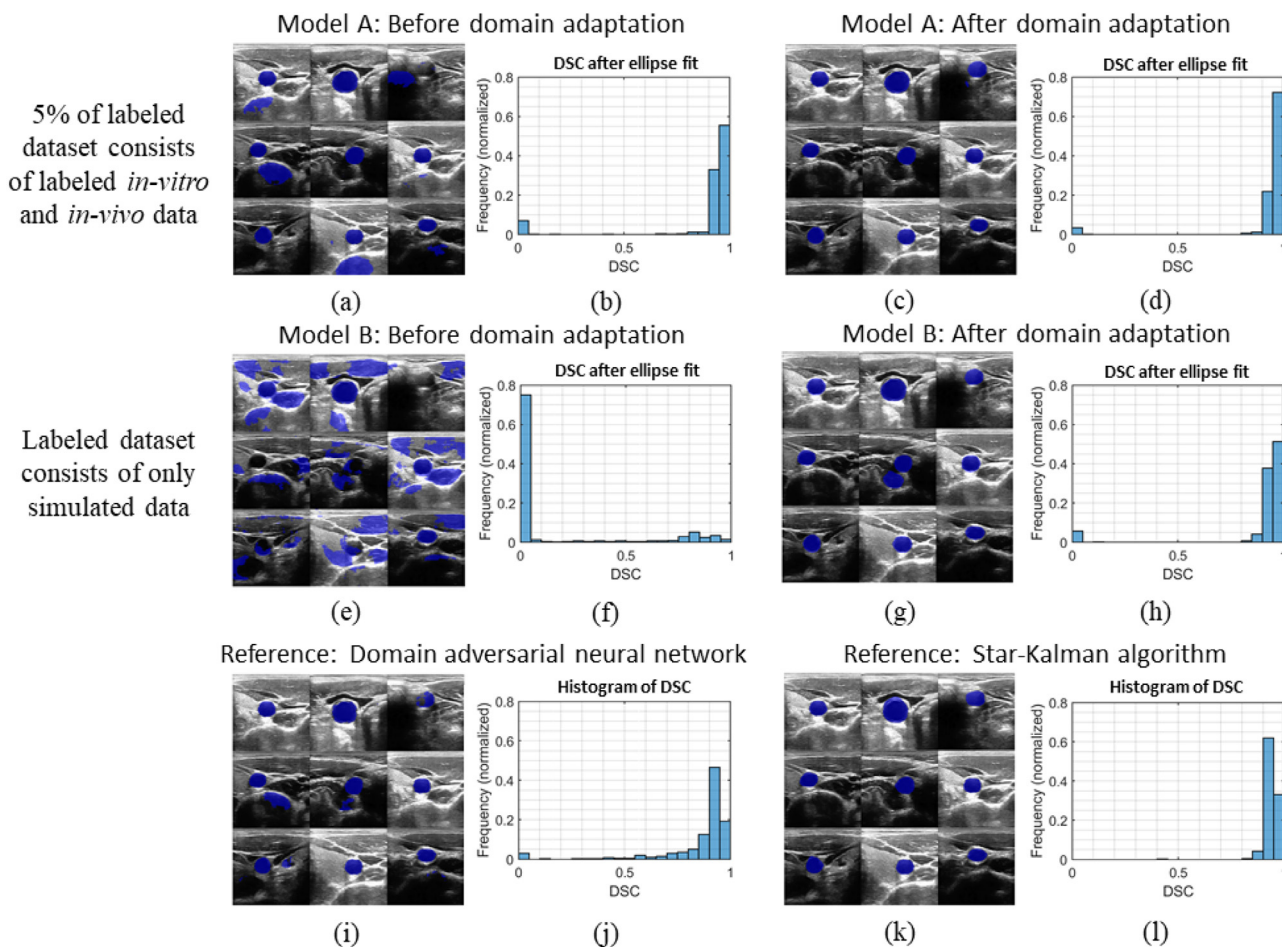 Model A: Before domain adaptation
Model A: After domain adaptation
5% of labeled
dataset consists
of labeled in-vitro
and in-vivo data
DSC after ellipse fit
Frequency (normalized)
0.8
0.6
0.4
0.2
0
0
0.5
1
DSC
DSC after ellipse fit
Frequency (normalized)
0.8
0.6
0.4
0.2
0
0
0.5
1
DSC
(a)
(b)
(c)
(d)
Model B: Before domain adaptation
Model B: After domain adaptation
Labeled dataset
consists of only
simulated data
DSC after ellipse fit
Frequency (normalized)
0.8
0.6
0.4
0.2
0
0
0.5
1
DSC
DSC after ellipse fit
Frequency (normalized)
0.8
0.6
0.4
0.2
0
0
0.5
1
DSC
(e)
(f)
(g)
(h)
Reference: Domain adversarial neural network
Reference: Star-Kalman algorithm
Histogram of DSC
Frequency (normalized)
0.8
0.6
0.4
0.2
0
0
0.5
1
DSC
Histogram of DSC
Frequency (normalized)
0.8
0.6
0.4
0.2
0
0
0.5
1
DSC
(i)
(j)
(k)
(l)